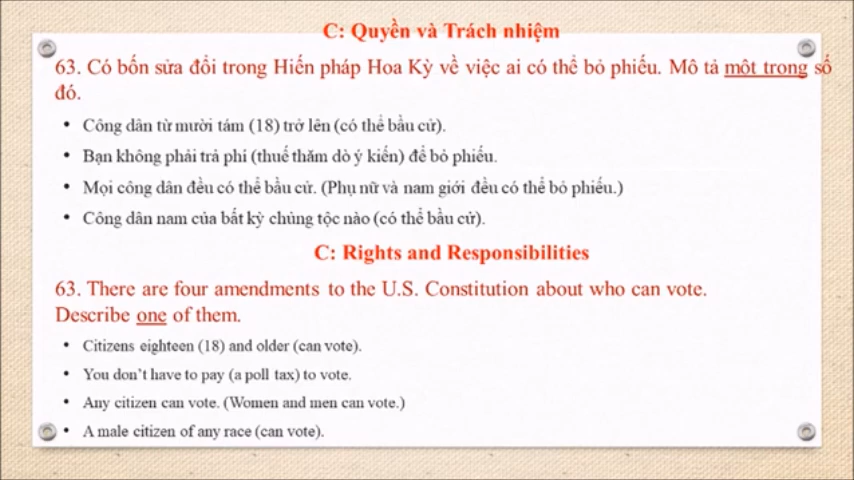 C: Quyền và Trách nhiệm
63. Có bốn sửa đổi trong Hiến pháp Hoa Kỳ về việc ai có thể bỏ phiếu. Mô tả một trong số
đó.
• Công dân từ mười tám (18) trở lên (có thể bầu cử).
• Bạn không phải trả phí (thuế thăm dò ý kiến) để bỏ phiếu.
• Mọi công dân đều có thể bầu cử. (Phụ nữ và nam giới đều có thể bỏ phiếu.)
• Công dân nam của bất kỳ chủng tộc nào (có thể bầu cử).
C: Rights and Responsibilities
63. There are four amendments to the U.S. Constitution about who can vote.
Describe one of them.
• Citizens eighteen (18) and older (can vote).
• You don't have to pay (a poll tax) to vote.
• Any citizen can vote. (Women and men can vote.)
• A male citizen of any race (can vote).